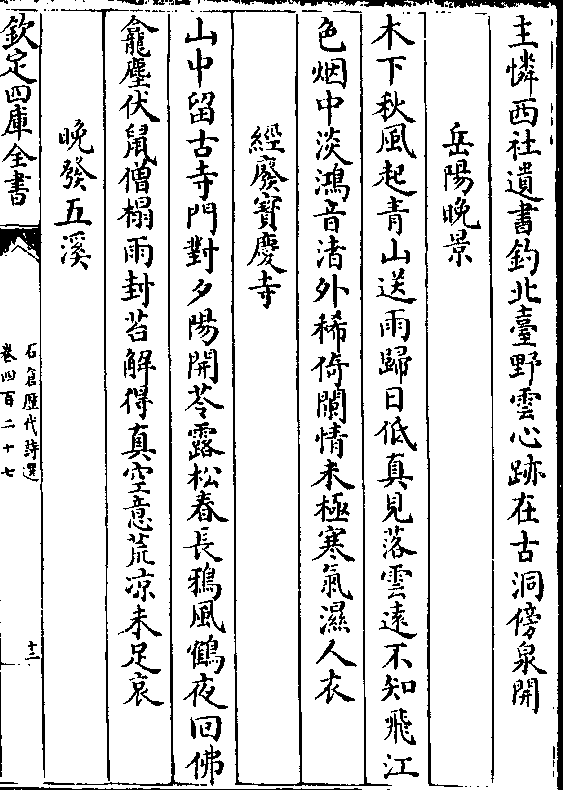 主憐西社遺書釣北臺野雲心跡在古洞傍泉開
岳陽晚景
木下秋風起青山送雨歸日低真見落雲遠不知飛江
色烟中淡鴻音渚外稀倚闌情未極寒氣濕人衣
經廢寳慶寺
山中留古寺門對夕陽開苓露松春長鴉風鶴夜回佛
龕塵伏鼠僧榻雨封苔解得真空意荒凉未足哀
晚發五溪
欽定四庫全書
石倉歴代詩選
卷四百二十七
十三